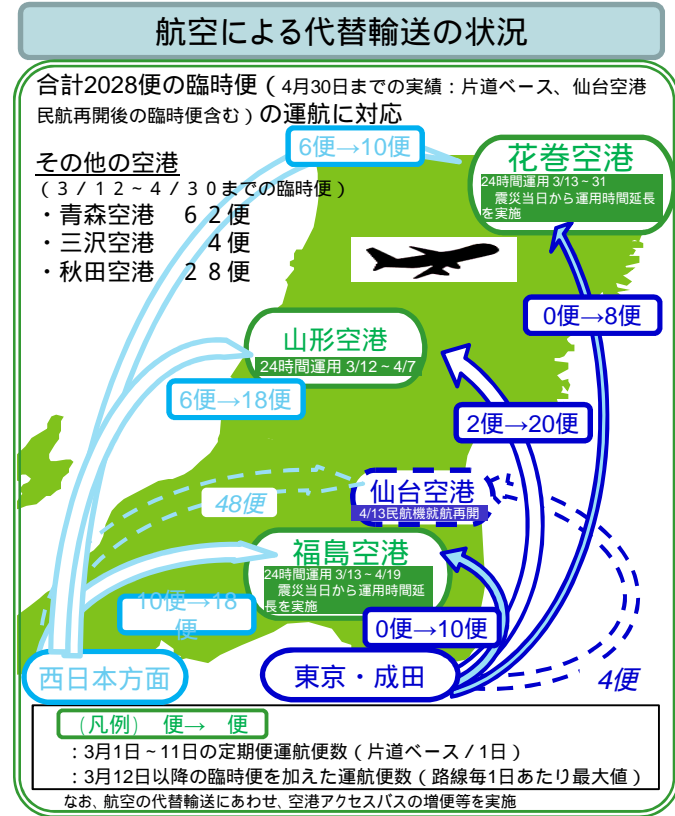 航空による代替輸送の状況
合計2028便の臨時便（4月30日までの実績：片道ベース、仙台空港
民航再開後の臨時便含む）の運航に対応
その他の空港
（3/12～4/30までの臨時便）
・青森空港　62便
・三沢空港　4便
・秋田空港　28便
6便→10便
花巻空港
24時間運用 3/13～31
震災当日から運用時間延長
を実施
0便→8便
山形空港
24時間運用 3/12～4/7
6便→18便
2便→20便
48便
仙台空港
4/13民航機就航再開
福島空港
24時間運用 3/13～4/19
震災当日から運用時間延
長を実施
10便→18
便
0便→10便
西日本方面
東京・成田
4便
(凡例)　便→　便
：3月1日～11日の定期便運航便数（片道ベース/1日）
：3月12日以降の臨時便を加えた運航便数（路線毎1日あたり最大値）
なお、航空の代替輸送にあわせ、空港アクセスバスの増便等を実施